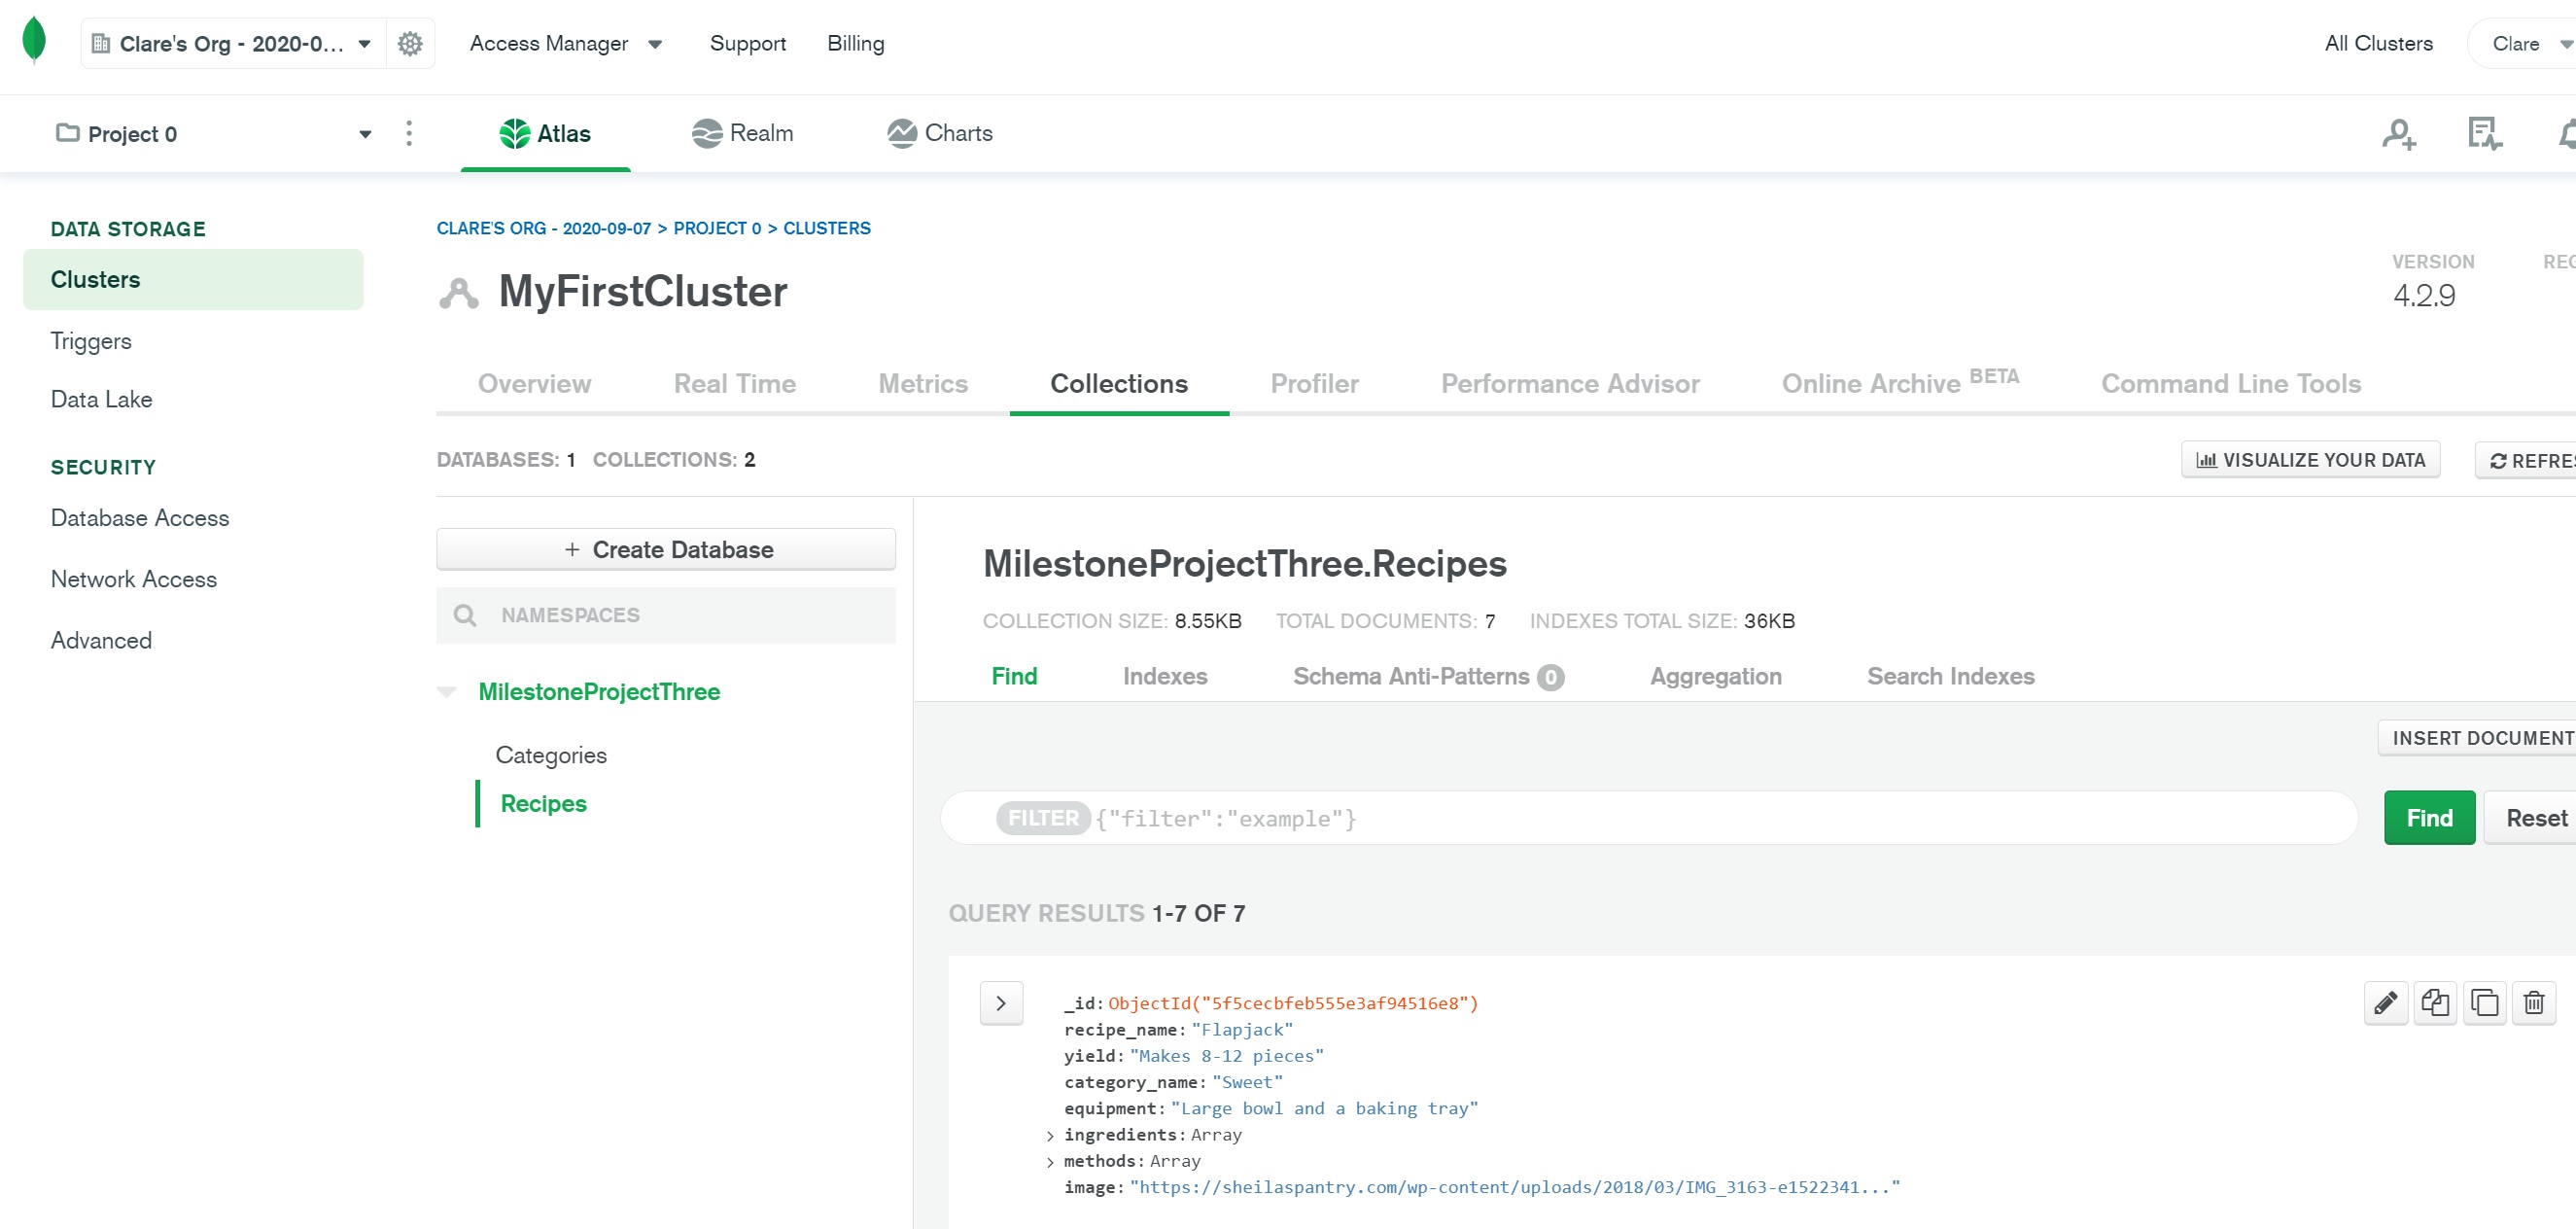 Clare's Org - 2020-0... Access Manager Support Billing All Clusters Clare
Project 0 Atlas Realm Charts
DATA STORAGE
Clusters
Triggers
Data Lake
SECURITY
Database Access
Network Access
Advanced
CLARE'S ORG - 2020-09-07 > PROJECT 0 > CLUSTERS
MyFirstCluster
VERSION
4.2.9
REG
Overview Real Time Metrics Collections Profiler Performance Advisor Online Archive BETA Command Line Tools
DATABASES: 1 COLLECTIONS: 2
VISUALIZE YOUR DATA REFRES
+ Create Database
NAMESPACES
MilestoneProjectThree
Categories
Recipes
MilestoneProjectThree.Recipes
COLLECTION SIZE: 8.55KB TOTAL DOCUMENTS: 7 INDEXES TOTAL SIZE: 36KB
Find Indexes Schema Anti-Patterns 0 Aggregation Search Indexes
INSERT DOCUMENT
FILTER {"filter":"example"} Find Reset
QUERY RESULTS 1-7 OF 7
_id: ObjectId("5f5cecbfeb555e3af94516e8")
recipe_name: "Flapjack"
yield: "Makes 8-12 pieces"
category_name: "Sweet"
equipment: "Large bowl and a baking tray"
> ingredients: Array
> methods: Array
image: "https://sheilaspantry.com/wp-content/uploads/2018/03/IMG_3163-e1522341..."